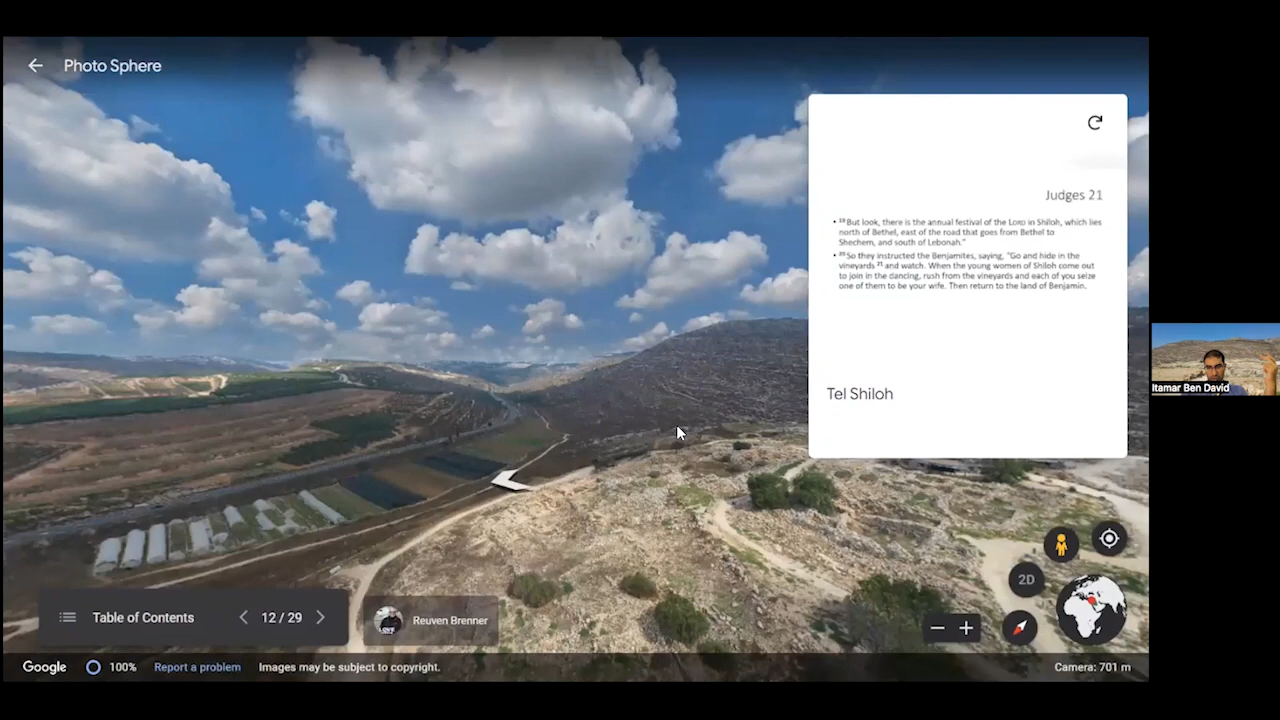 Photo Sphere
Judges 21
• 19 But look, there is the annual festival of the LORD in Shiloh, which lies
north of Bethel, east of the road that goes from Bethel to
Shechem, and south of Lebonah."
• 20 So they instructed the Benjamites, saying, "Go and hide in the
vineyards 21 and watch. When the young women of Shiloh come out
to join in the dancing, rush from the vineyards and each of you seize
one of them to be your wife. Then return to the land of Benjamin.
Tel Shiloh
Itamar Ben David
2D
Table of Contents
12 / 29
Reuven Brenner
Google
100%
Report a problem
Images may be subject to copyright.
Camera: 701 m